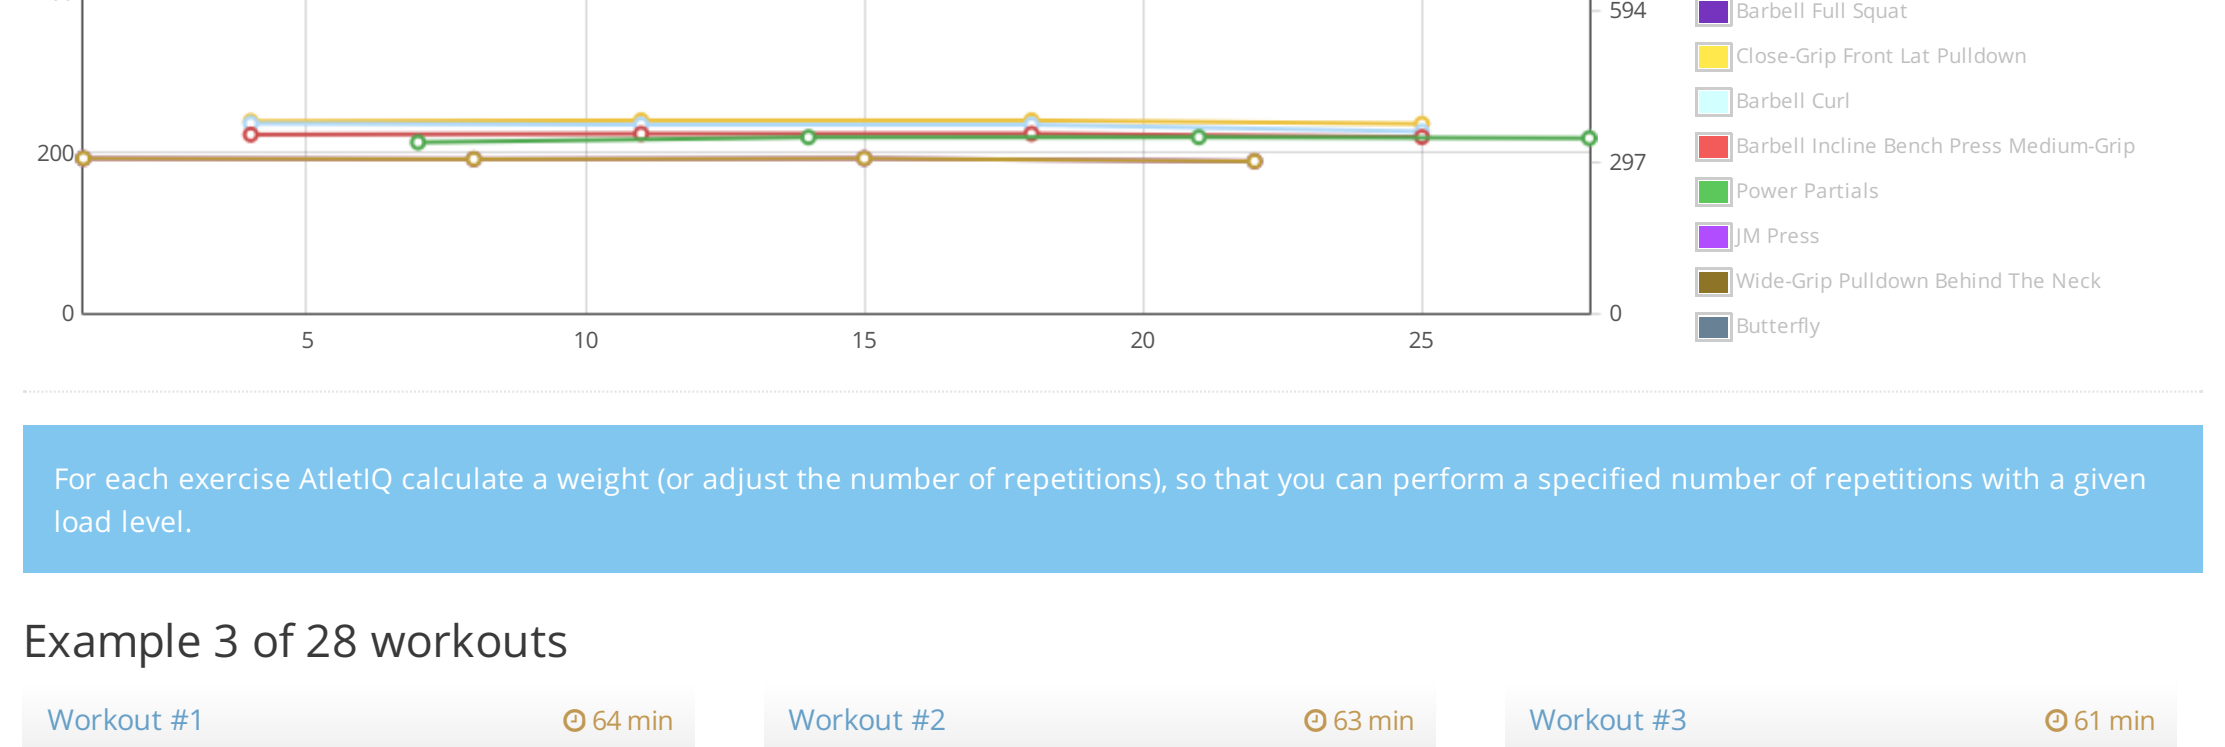 594
Barbell Full Squat
Close-Grip Front Lat Pulldown
Barbell Curl
200
297
Barbell Incline Bench Press Medium-Grip
Power Partials
JM Press
Wide-Grip Pulldown Behind The Neck
0
0
Butterfly
5 10 15 20 25
For each exercise AtletIQ calculate a weight (or adjust the number of repetitions), so that you can perform a specified number of repetitions with a given
load level.
Example 3 of 28 workouts
Workout #1 64 min
Workout #2 63 min
Workout #3 61 min